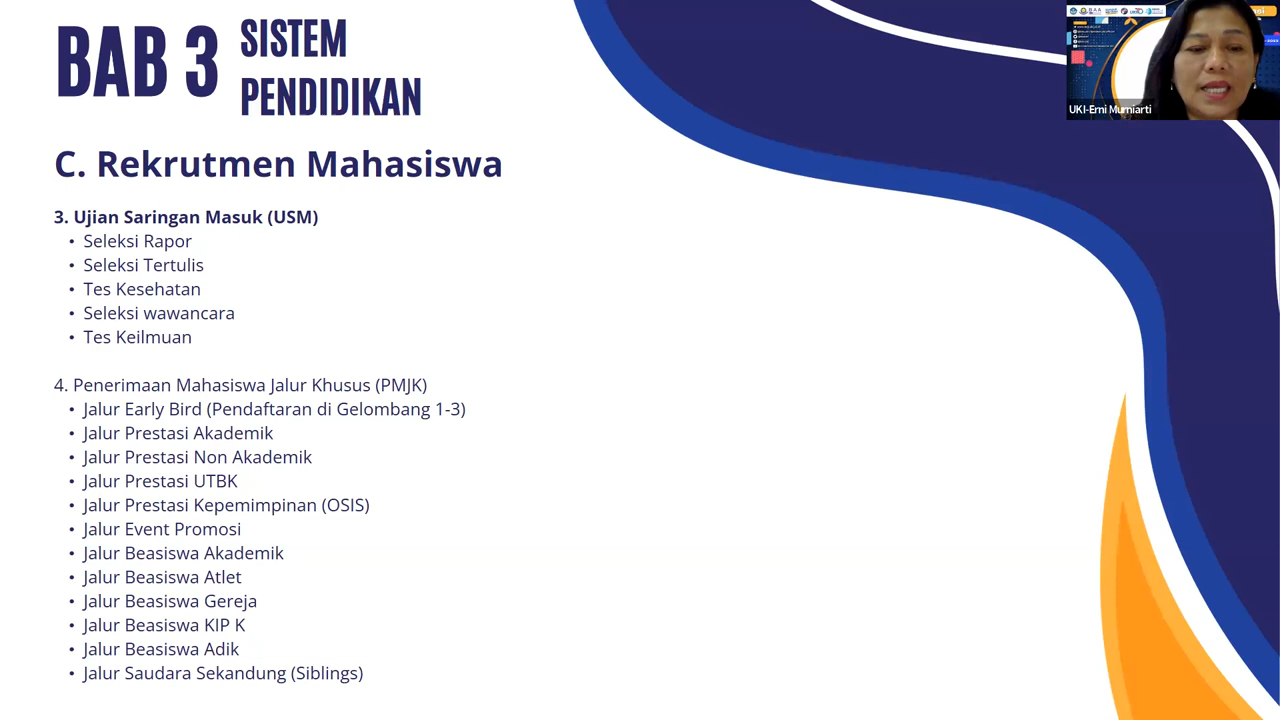 BAB 3
SISTEM
PENDIDIKAN
C. Rekrutmen Mahasiswa
3. Ujian Saringan Masuk (USM)
• Seleksi Rapor
• Seleksi Tertulis
• Tes Kesehatan
• Seleksi wawancara
• Tes Keilmuan
4. Penerimaan Mahasiswa Jalur Khusus (PMJK)
• Jalur Early Bird (Pendaftaran di Gelombang 1-3)
• Jalur Prestasi Akademik
• Jalur Prestasi Non Akademik
• Jalur Prestasi UTBK
• Jalur Prestasi Kepemimpinan (OSIS)
• Jalur Event Promosi
• Jalur Beasiswa Akademik
• Jalur Beasiswa Atlet
• Jalur Beasiswa Gereja
• Jalur Beasiswa KIP K
• Jalur Beasiswa Adik
• Jalur Saudara Sekandung (Siblings)
UKI-Erni Murniarti